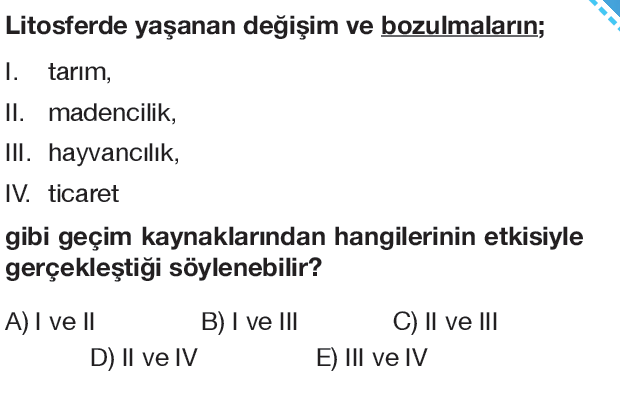 Litosferde yaşanan değişim ve bozulmaların;
I. tarım,
II. madencilik,
III. hayvancılık,
IV. ticaret
gibi geçim kaynaklarından hangilerinin etkisiyle
gerçekleştiği söylenebilir?
A) I ve II B) I ve III C) II ve III
D) II ve IV E) III ve IV